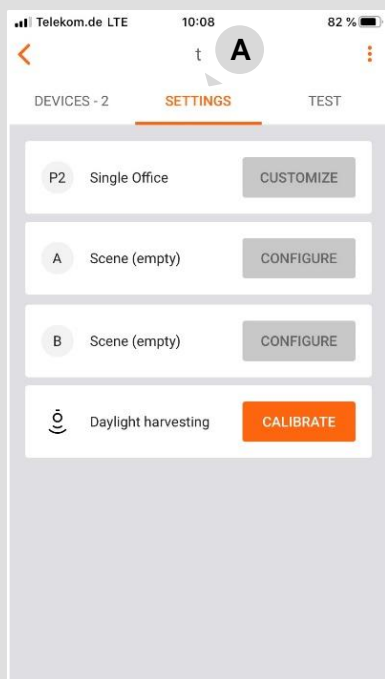 Telekom.de LTE 10:08 82 %
t A
DEVICES - 2 SETTINGS TEST
P2 Single Office CUSTOMIZE
A Scene (empty) CONFIGURE
B Scene (empty) CONFIGURE
Daylight harvesting CALIBRATE